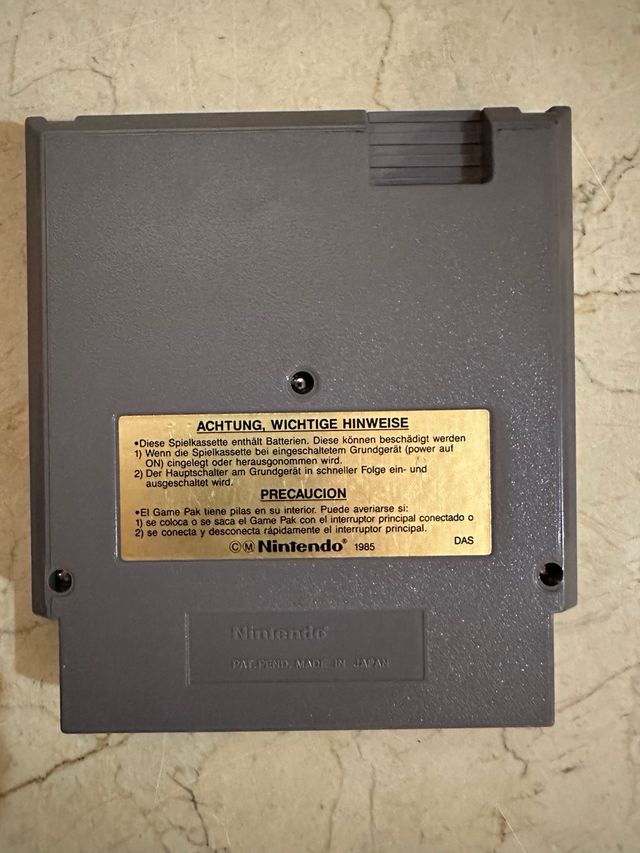 ACHTUNG, WICHTIGE HINWEISE
•Diese Spielkassette enthält Batterien. Diese können beschädigt werden
1) Wenn die Spielkassette bei eingeschaltetem Grundgerät (power auf
ON) cingelegt oder herausgonommen wird.
2) Der Hauptschalter am Grundgerät in schneller Folge ein- und
ausgeschaltet wird.
PRECAUCION
•El Game Pak tiene pilas en su interior. Puede averiarse si:
1) se coloca o se saca el Game Pak con el interruptor principal conectado o
2) se conecta y desconecta rápidamente el interruptor principal.
©Ⓜ Nintendo® 1985 DAS
Nintendo®
PAT. PEND. MADE IN JAPAN